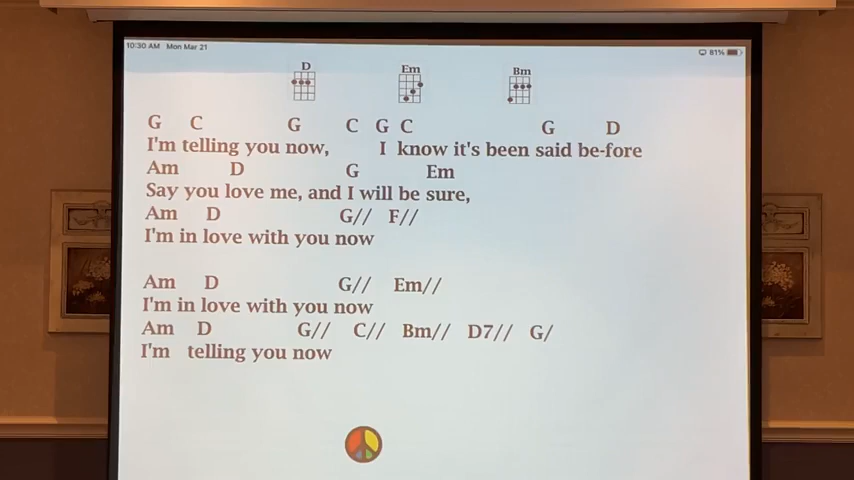 10:30 AM Mon Mar 21 81%
D Em Bm
G C G C G C G D
I'm telling you now, I know it's been said be-fore
Am D G Em
Say you love me, and I will be sure,
Am D G// F//
I'm in love with you now
Am D G// Em//
I'm in love with you now
Am D G// C// Bm// D7// G/
I'm telling you now